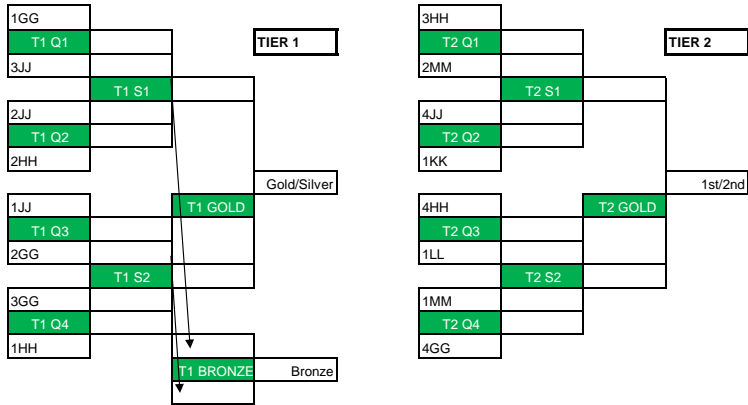 1GG
T1 Q1
TIER 1
3JJ
T1 S1
2JJ
T1 Q2
2HH
Gold/Silver
1JJ
T1 GOLD
T1 Q3
2GG
T1 S2
3GG
T1 Q4
1HH
T1 BRONZE
Bronze
3HH
T2 Q1
TIER 2
2MM
T2 S1
4JJ
T2 Q2
1KK
1st/2nd
4HH
T2 GOLD
T2 Q3
1LL
T2 S2
1MM
T2 Q4
4GG